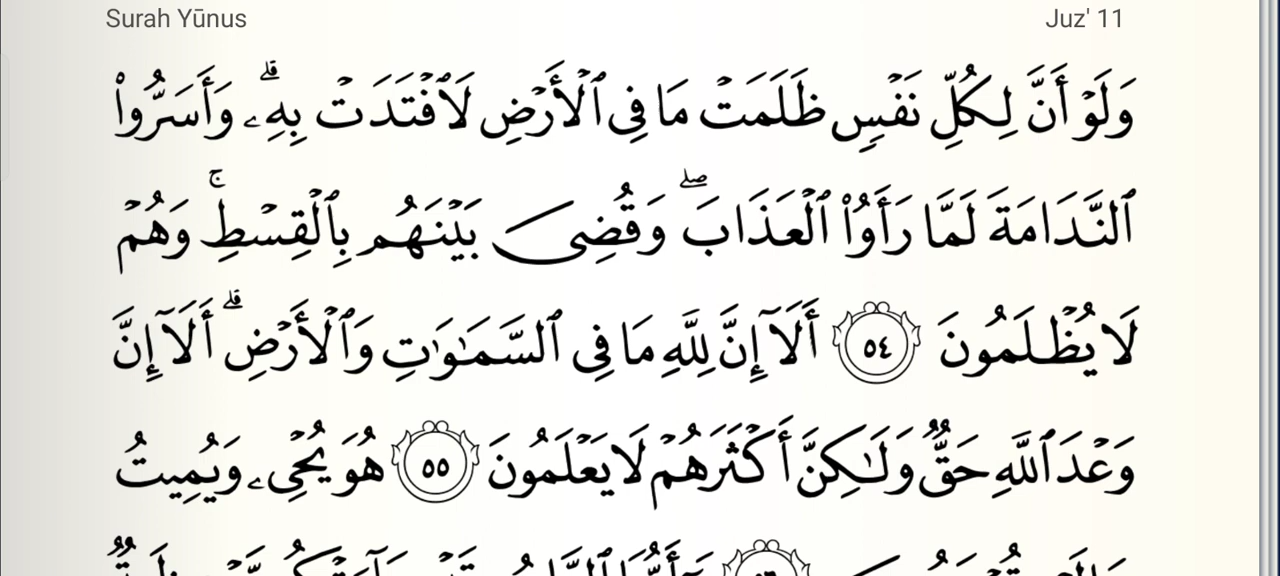 Surah Yūnus Juz' 11
وَلَوۡ أَنَّ لِكُلِّ نَفۡسٖ ظَلَمَتۡ مَا فِي ٱلۡأَرۡضِ لَٱفۡتَدَتۡ بِهِۦۗ وَأَسَرُّواْ
ٱلنَّدَامَةَ لَمَّا رَأَوُاْ ٱلۡعَذَابَۖ وَقُضِيَ بَيۡنَهُم بِٱلۡقِسۡطِۚ وَهُمۡ
لَا يُظۡلَمُونَ ٥٤ أَلَآ إِنَّ لِلَّهِ مَا فِي ٱلسَّمَٰوَٰتِ وَٱلۡأَرۡضِۗ أَلَآ إِنَّ
وَعۡدَ ٱللَّهِ حَقّٞ وَلَٰكِنَّ أَكۡثَرَهُمۡ لَا يَعۡلَمُونَ ٥٥ هُوَ يُحۡيِۦ وَيُمِيتُ